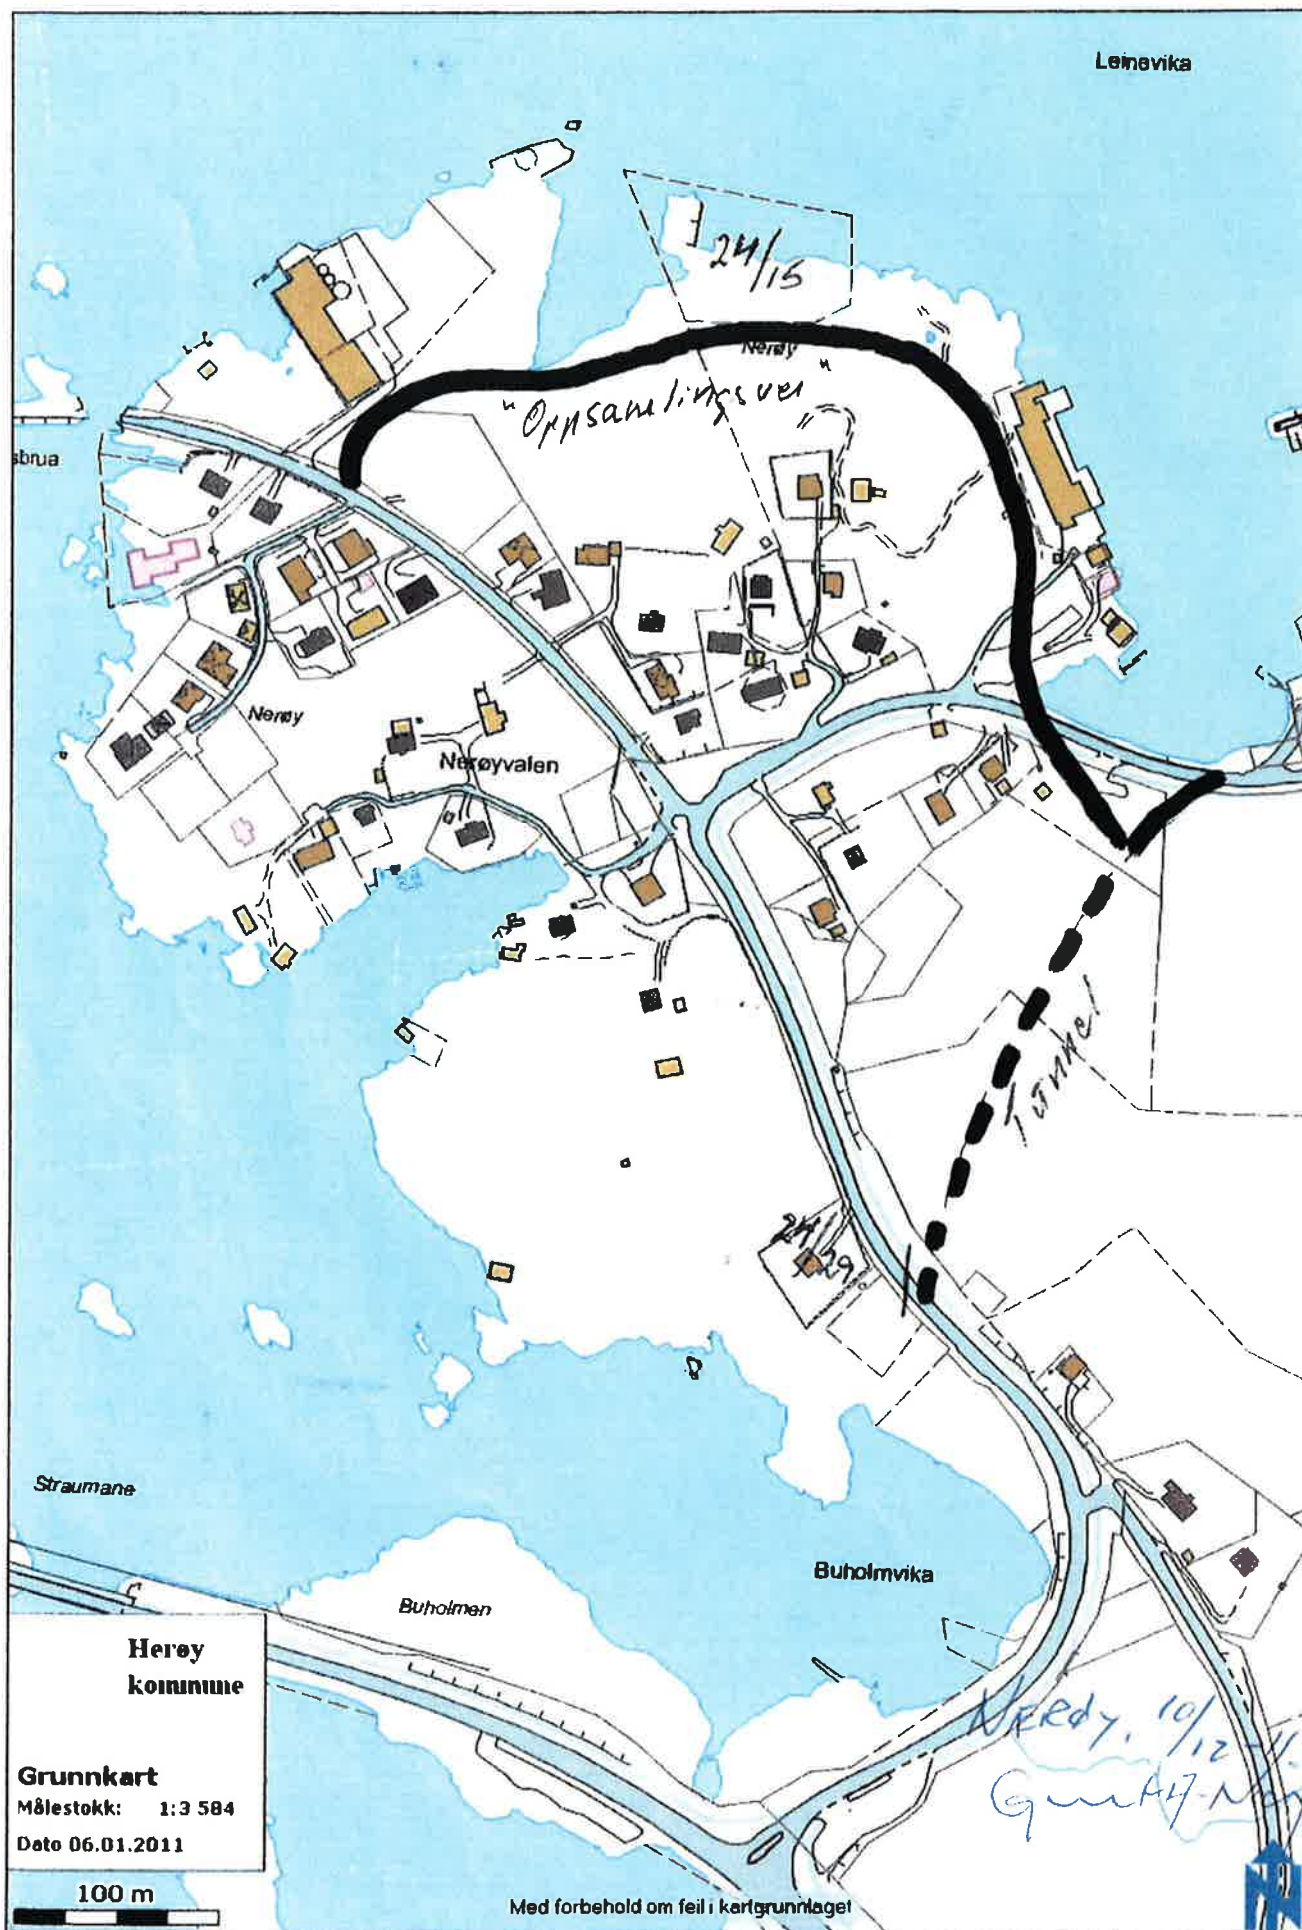 Leinevika
24/15
Nerøy
"Oppsamlingsvei"
sbrua
Nerøy
Nerøyvalen
Tunnel
24/29
Straumane
Buholmen
Buholmvika
Herøy
kommune
Grunnkart
Målestokk: 1:3 584
Dato 06.01.2011
100 m
Nerøy, 10/12-11.
Med forbehold om feil i kartgrunnlaget
N